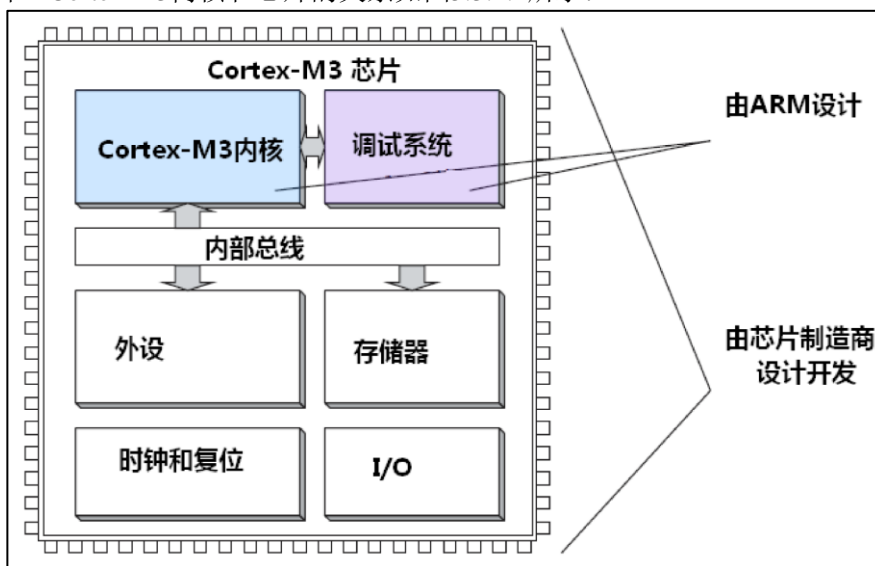 Cortex-M3 芯片
Cortex-M3内核
调试系统
由ARM设计
内部总线
外设
存储器
由芯片制造商
设计开发
时钟和复位
I/O